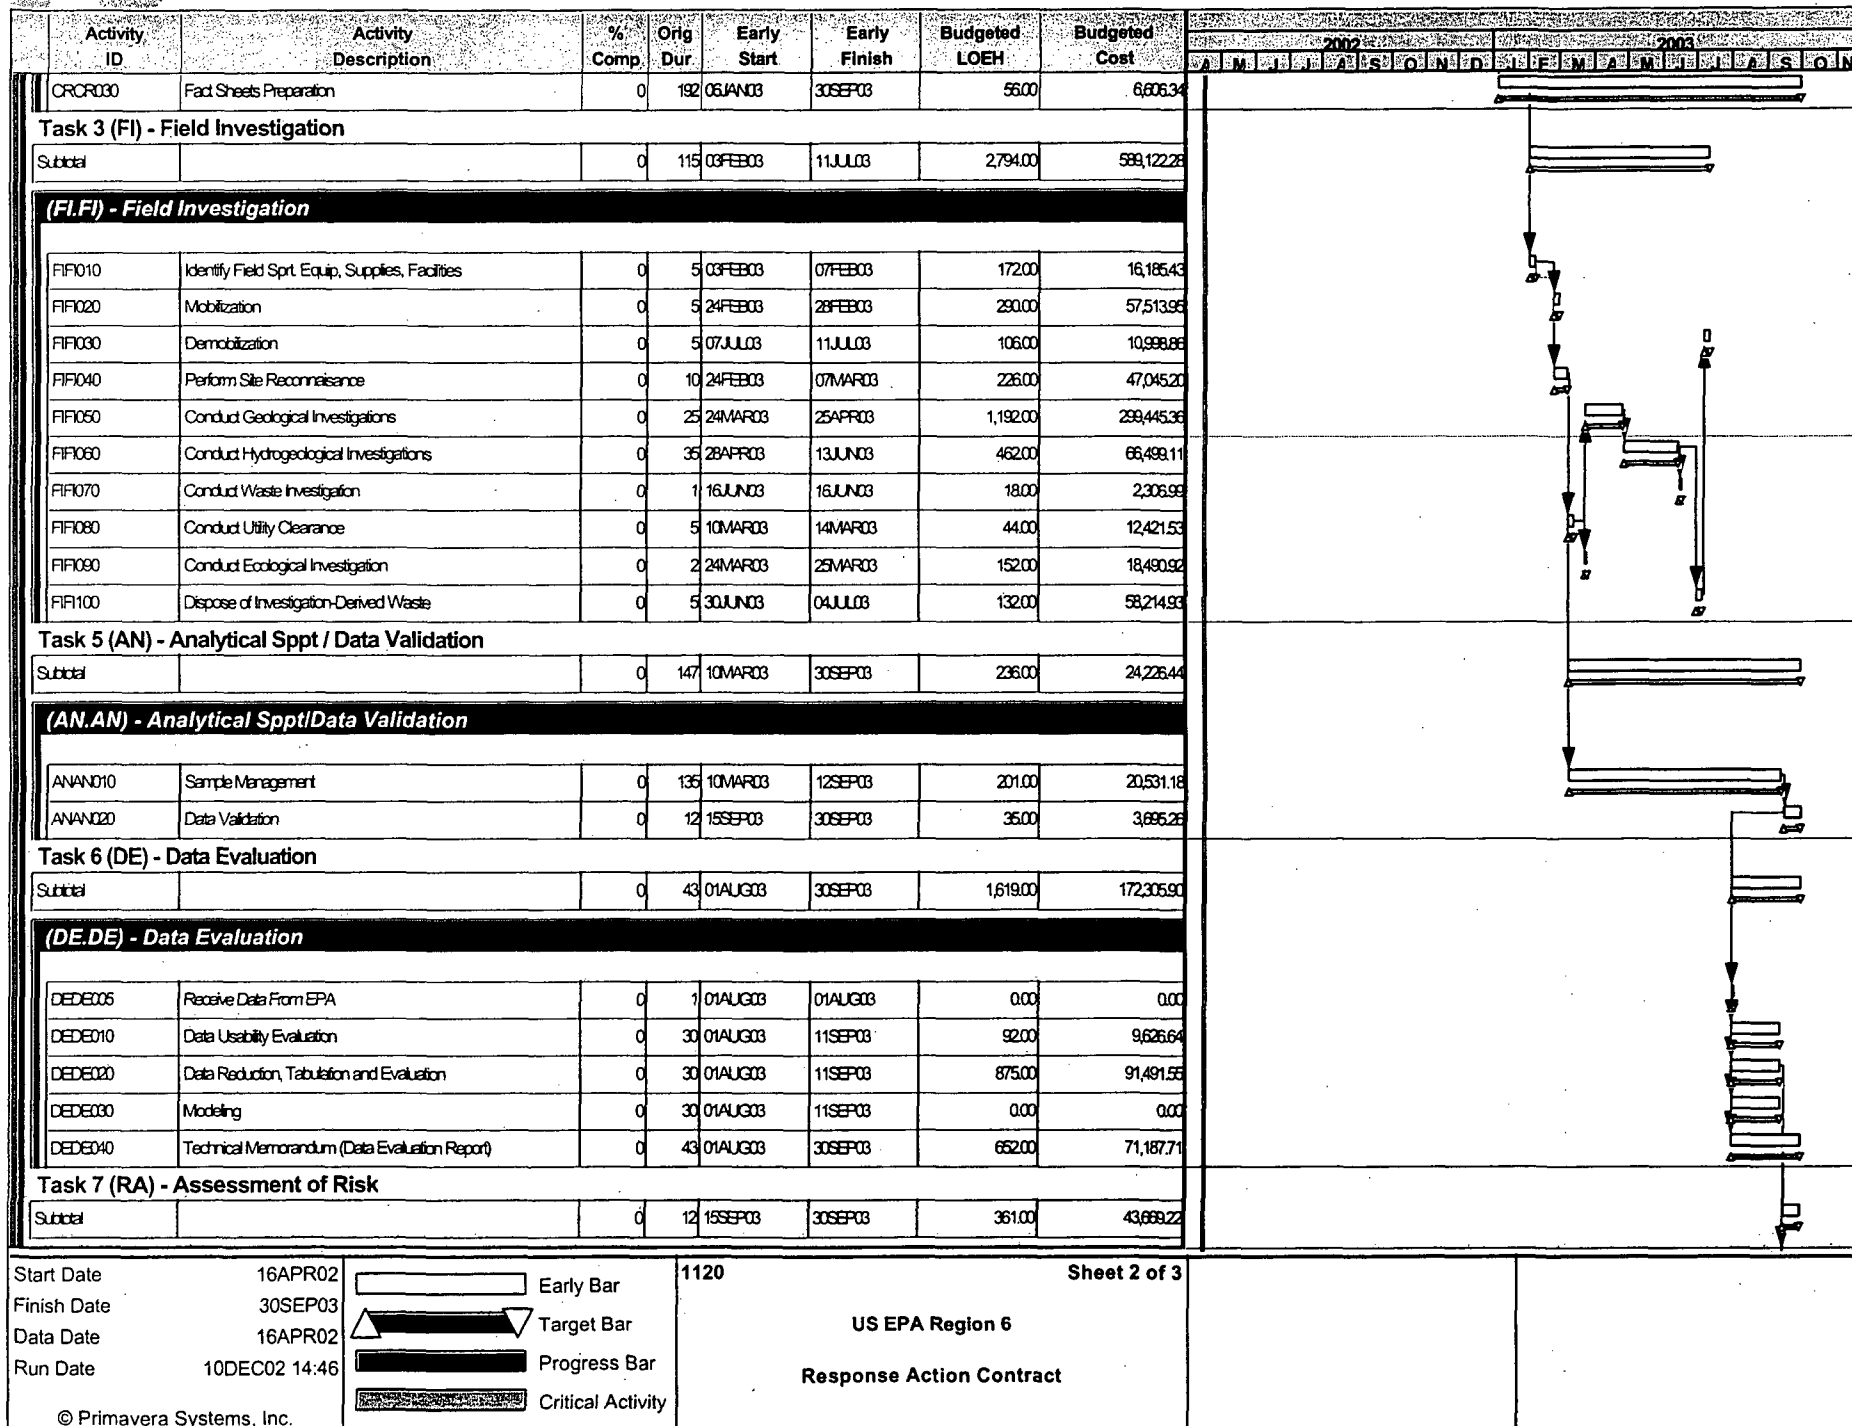 Activity ID Activity Description % Comp Orig Dur Early Start Early Finish Budgeted LOEH Budgeted Cost 2002 2003
A M J J A S O N D J F M A M J J A S O N
CRCR030 Fact Sheets Preparation 0 192 06JAN03 30SEP03 56.00 6,606.34
Task 3 (FI) - Field Investigation
Subtotal 0 115 03FEB03 11JUL03 2,794.00 589,122.28
(FI.FI) - Field Investigation
FIFI010 Identify Field Sprt. Equip, Supplies, Facilities 0 5 03FEB03 07FEB03 172.00 16,185.43
FIFI020 Mobilization 0 5 24FEB03 28FEB03 290.00 57,513.95
FIFI030 Demobilization 0 5 07JUL03 11JUL03 106.00 10,998.86
FIFI040 Perform Site Reconnaisance 0 10 24FEB03 07MAR03 226.00 47,045.20
FIFI050 Conduct Geological Investigations 0 25 24MAR03 25APR03 1,192.00 299,445.36
FIFI060 Conduct Hydrogeological Investigations 0 35 28APR03 13JUN03 462.00 66,499.11
FIFI070 Conduct Waste Investigation 0 1 16JUN03 16JUN03 18.00 2,306.99
FIFI080 Conduct Utility Clearance 0 5 10MAR03 14MAR03 44.00 12,421.53
FIFI090 Conduct Ecological Investigation 0 2 24MAR03 25MAR03 152.00 18,490.92
FIFI100 Dispose of Investigation-Derived Waste 0 5 30JUN03 04JUL03 132.00 58,214.93
Task 5 (AN) - Analytical Sppt / Data Validation
Subtotal 0 147 10MAR03 30SEP03 236.00 24,226.44
(AN.AN) - Analytical Sppt/Data Validation
ANAN010 Sample Management 0 135 10MAR03 12SEP03 201.00 20,531.18
ANAN020 Data Validation 0 12 15SEP03 30SEP03 35.00 3,695.26
Task 6 (DE) - Data Evaluation
Subtotal 0 43 01AUG03 30SEP03 1,619.00 172,305.90
(DE.DE) - Data Evaluation
DEDE005 Receive Data From EPA 0 1 01AUG03 01AUG03 0.00 0.00
DEDE010 Data Usability Evaluation 0 30 01AUG03 11SEP03 92.00 9,626.64
DEDE020 Data Reduction, Tabulation and Evaluation 0 30 01AUG03 11SEP03 875.00 91,491.55
DEDE030 Modeling 0 30 01AUG03 11SEP03 0.00 0.00
DEDE040 Technical Memorandum (Data Evaluation Report) 0 43 01AUG03 30SEP03 652.00 71,187.71
Task 7 (RA) - Assessment of Risk
Subtotal 0 12 15SEP03 30SEP03 361.00 43,669.22
Start Date 16APR02
Finish Date 30SEP03
Data Date 16APR02
Run Date 10DEC02 14:46
© Primavera Systems, Inc.
Early Bar
Target Bar
Progress Bar
Critical Activity
1120 Sheet 2 of 3
US EPA Region 6
Response Action Contract